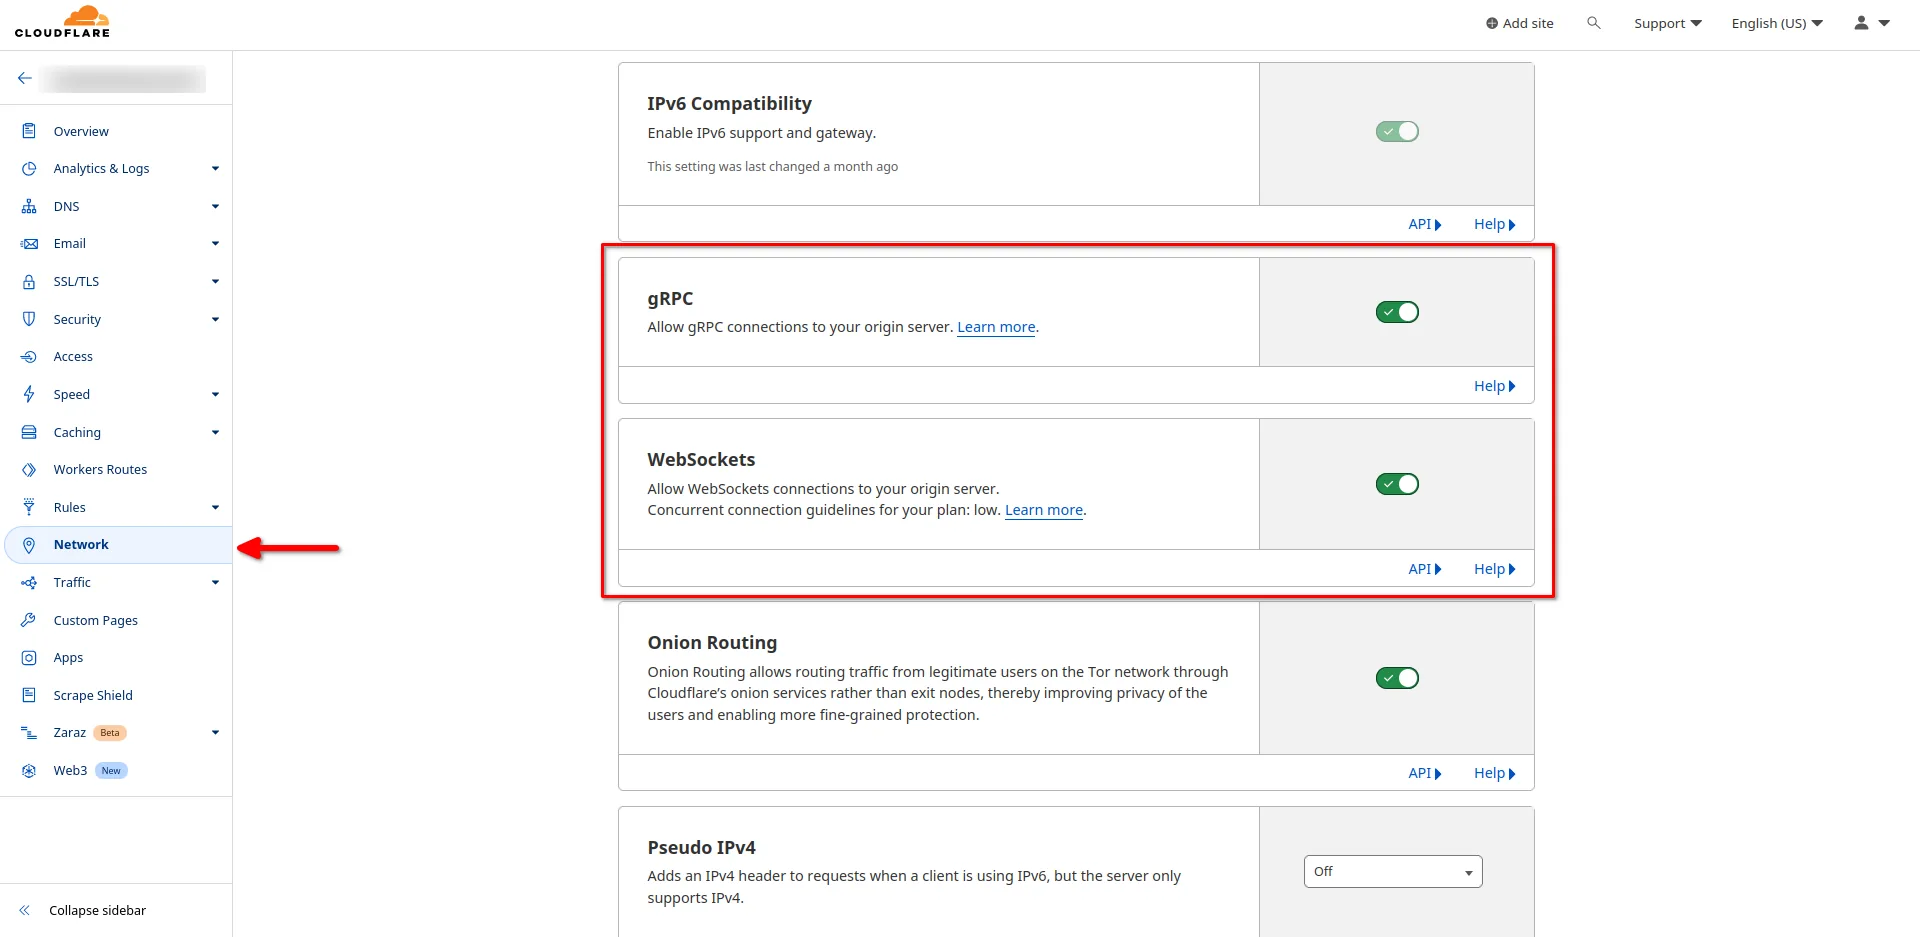 CLOUDFLARE
Add site
Support
English (US)
Overview
Analytics & Logs
DNS
Email
SSL/TLS
Security
Access
Speed
Caching
Workers Routes
Rules
Network
Traffic
Custom Pages
Apps
Scrape Shield
Zaraz Beta
Web3 New
Collapse sidebar
IPv6 Compatibility
Enable IPv6 support and gateway.
This setting was last changed a month ago
API Help
gRPC
Allow gRPC connections to your origin server. Learn more.
Help
WebSockets
Allow WebSockets connections to your origin server.
Concurrent connection guidelines for your plan: low. Learn more.
API Help
Onion Routing
Onion Routing allows routing traffic from legitimate users on the Tor network through
Cloudflare’s onion services rather than exit nodes, thereby improving privacy of the
users and enabling more fine-grained protection.
API Help
Pseudo IPv4
Adds an IPv4 header to requests when a client is using IPv6, but the server only
supports IPv4.
Off